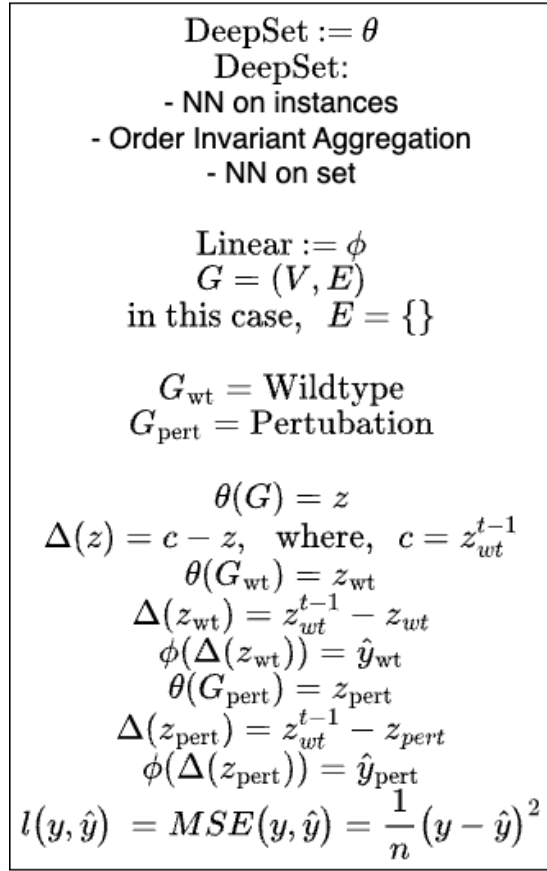 DeepSet := θ
DeepSet:
- NN on instances
- Order Invariant Aggregation
- NN on set
Linear := ϕ
G = (V, E)
in this case, E = {}
G_wt = Wildtype
G_pert = Pertubation
θ(G) = z
Δ(z) = c − z, where, c = z_wt^{t−1}
θ(G_wt) = z_wt
Δ(z_wt) = z_wt^{t−1} − z_wt
ϕ(Δ(z_wt)) = ŷ_wt
θ(G_pert) = z_pert
Δ(z_pert) = z_wt^{t−1} − z_pert
ϕ(Δ(z_pert)) = ŷ_pert
l(y, ŷ) = MSE(y, ŷ) = \frac{1}{n}(y − ŷ)^2